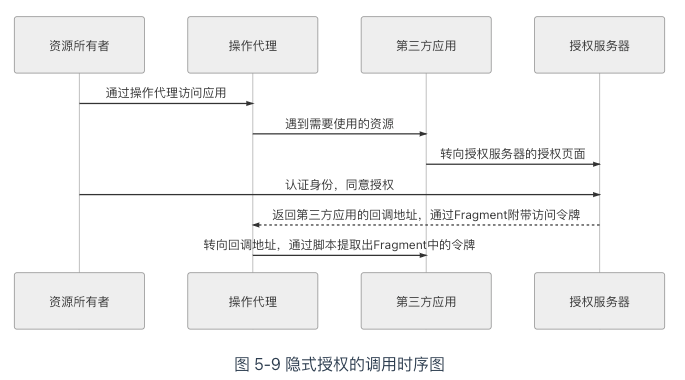 资源所有者 操作代理 第三方应用 授权服务器
通过操作代理访问应用
遇到需要使用的资源
转向授权服务器的授权页面
认证身份，同意授权
返回第三方应用的回调地址，通过Fragment附带访问令牌
转向回调地址，通过脚本提取出Fragment中的令牌
资源所有者 操作代理 第三方应用 授权服务器
图 5-9 隐式授权的调用时序图